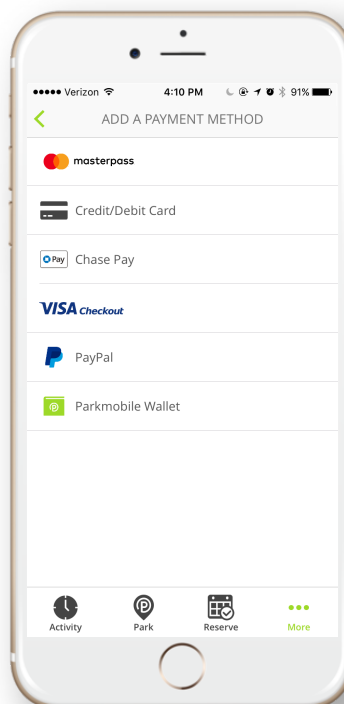 Verizon 4:10 PM 91%
ADD A PAYMENT METHOD
masterpass
Credit/Debit Card
Pay Chase Pay
VISA Checkout
PayPal
Parkmobile Wallet
Activity Park Reserve More